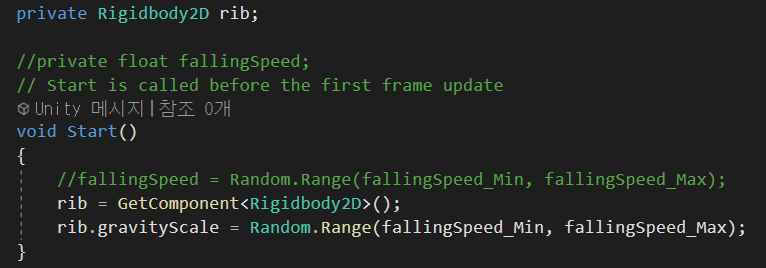 private Rigidbody2D rib;
//private float fallingSpeed;
// Start is called before the first frame update
Unity 메시지|참조 0개
void Start()
{
//fallingSpeed = Random.Range(fallingSpeed_Min, fallingSpeed_Max);
rib = GetComponent<Rigidbody2D>();
rib.gravityScale = Random.Range(fallingSpeed_Min, fallingSpeed_Max);
}